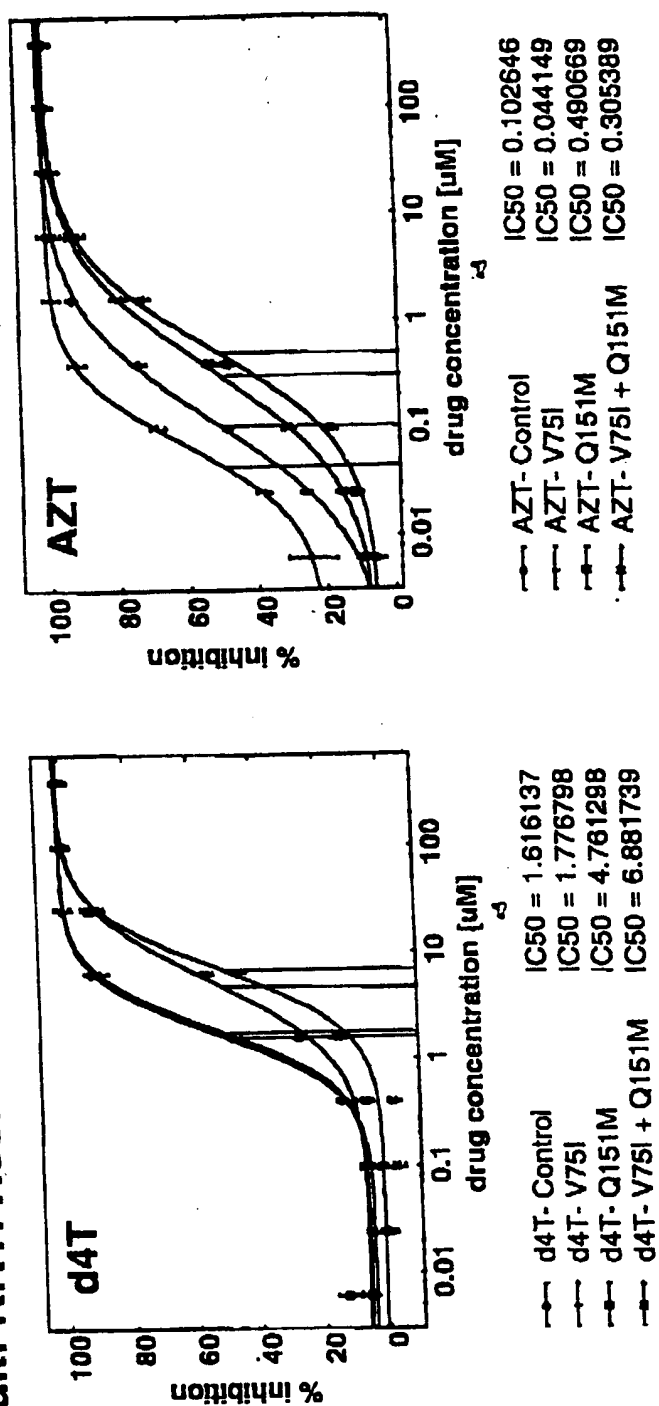 d4T
% inhibition
100
80
60
40
20
0
0.01
0.1
1
10
100
drug concentration [uM]
d4T- Control IC50 = 1.616137
d4T- V75I IC50 = 1.776798
d4T- Q151M IC50 = 4.761298
d4T- V75I + Q151M IC50 = 6.881739
AZT
% inhibition
100
80
60
40
20
0
0.01
0.1
1
10
100
drug concentration [uM]
AZT- Control IC50 = 0.102646
AZT- V75I IC50 = 0.044149
AZT- Q151M IC50 = 0.490669
AZT- V75I + Q151M IC50 = 0.305389